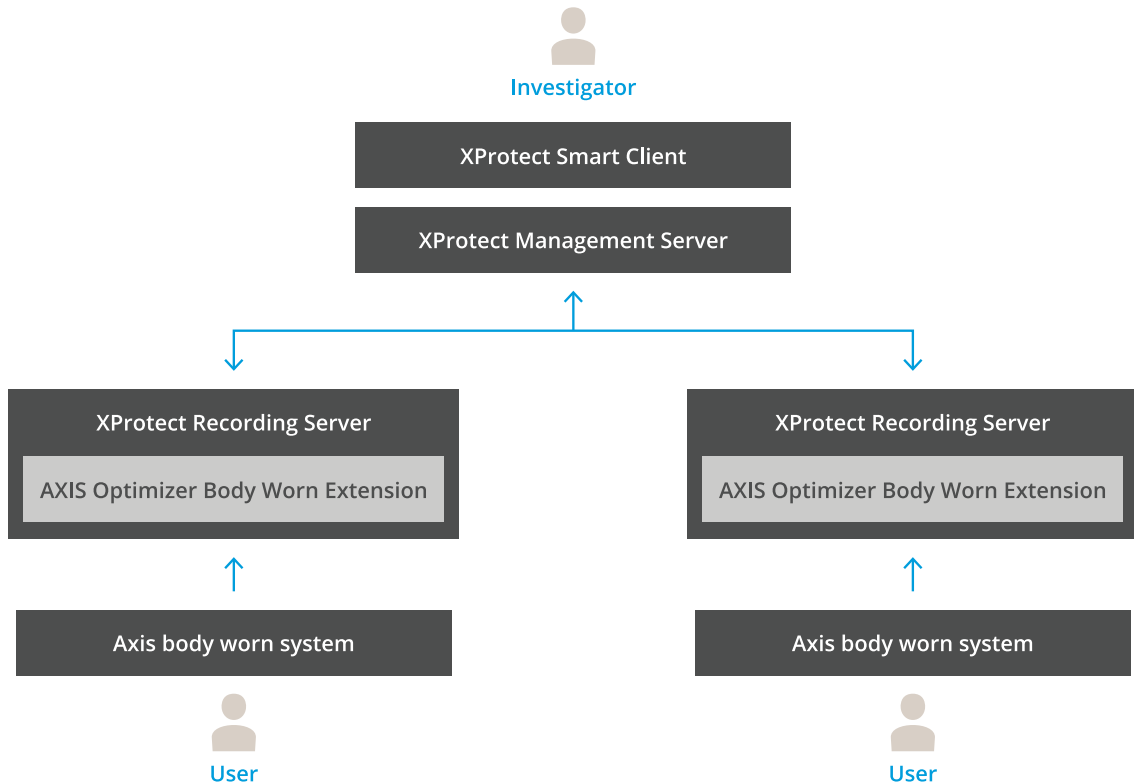 Investigator
XProtect Smart Client
XProtect Management Server
XProtect Recording Server
AXIS Optimizer Body Worn Extension
Axis body worn system
User
XProtect Recording Server
AXIS Optimizer Body Worn Extension
Axis body worn system
User